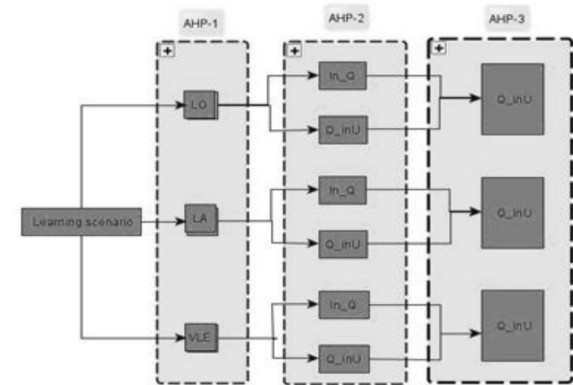 AHP-1
AHP-2
AHP-3
LO
In_Q
Q_inU
Q_inU
Learning scenario
LA
In_Q
Q_inU
Q_inU
VLE
In_Q
Q_inU
Q_inU